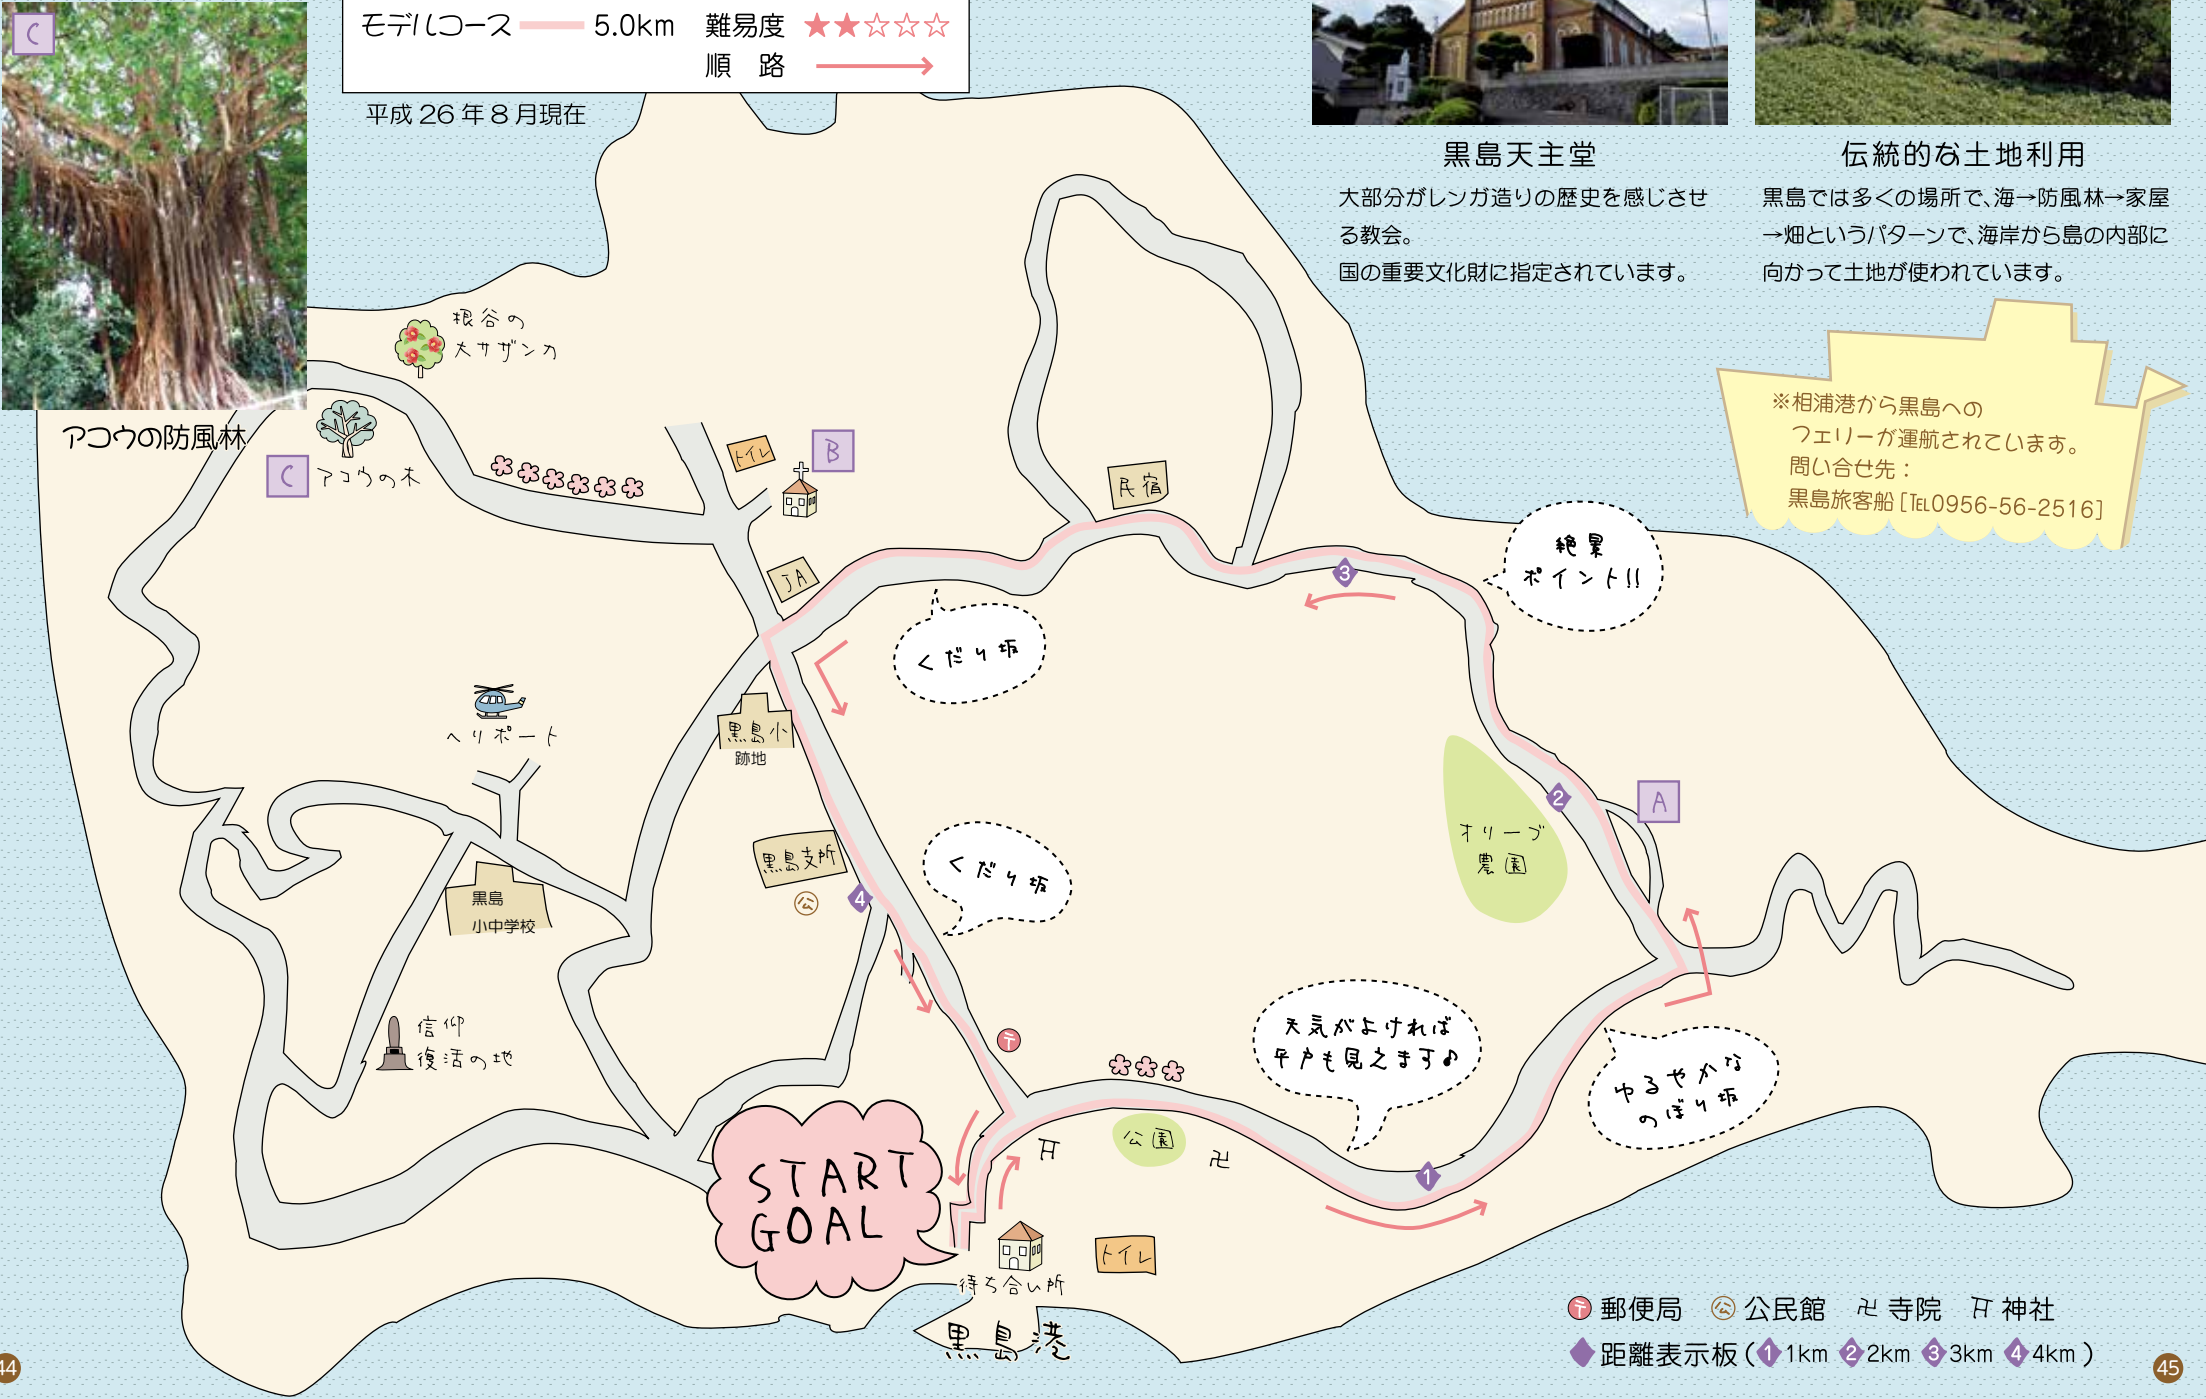 C
モデルコース 5.0km 難易度 ★★☆☆☆
順 路 →
平成 26 年 8 月現在
黒島天主堂
大部分がレンガ造りの歴史を感じさせ
る教会。
国の重要文化財に指定されています。
伝統的な土地利用
黒島では多くの場所で、海→防風林→家屋
→畑というパターンで、海岸から島の内部に
向かって土地が使われています。
※相浦港から黒島への
フェリーが運航されています。
問い合せ先：
黒島旅客船 [℡0956-56-2516]
根谷の
大サザンカ
アコウの防風林
C
アコウの木
トイレ
B
民宿
JA
絶景
ポイント!!
3
くだり坂
ヘリポート
黒島小
跡地
2
A
オリーブ
農園
黒島支所
公
4
くだり坂
黒島
小中学校
信仰
復活の地
〒
天気がよければ
平戸も見えます♪
ゆるやかな
のぼり坂
公園
卍
1
START
GOAL
待ち合い所
トイレ
黒島港
〒 郵便局 公 公民館 卍 寺院 神社
距離表示板 ( 1 1km 2 2km 3 3km 4 4km )
44
45